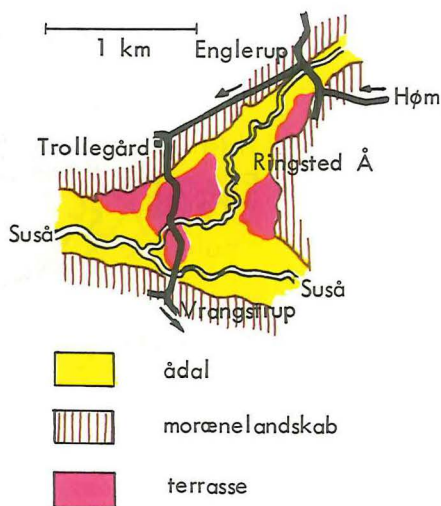 1 km
Englerup
Høm
Trollegård
Ringsted Å
Suså
Suså
Vrangstrup
ådal
morænelandskab
terrasse